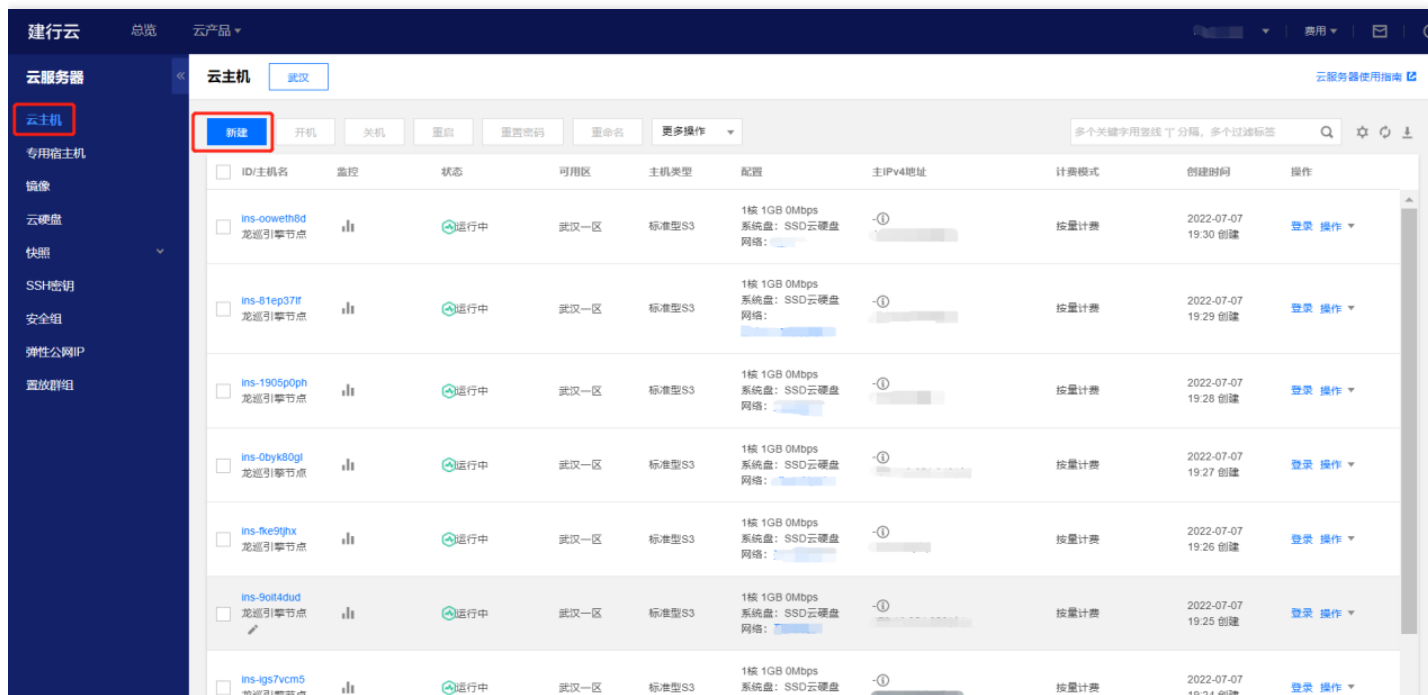 建行云
总览
云产品
费用
云服务器
云主机
专用宿主机
镜像
云硬盘
快照
SSH密钥
安全组
弹性公网IP
置放群组
云主机
武汉
云服务器使用指南
新建
开机
关机
重启
重置密码
重命名
更多操作
多个关键字用竖线 "|" 分隔，多个过滤标签
ID/主机名 监控 状态 可用区 主机类型 配置 主IPv4地址 计费模式 创建时间 操作
ins-ooweth8d
龙巡引擎节点
运行中
武汉一区
标准型S3
1核 1GB 0Mbps
系统盘：SSD云硬盘
网络：
-
按量计费
2022-07-07
19:30 创建
登录 操作
ins-81ep37lf
龙巡引擎节点
运行中
武汉一区
标准型S3
1核 1GB 0Mbps
系统盘：SSD云硬盘
网络：
-
按量计费
2022-07-07
19:29 创建
登录 操作
ins-1905p0ph
龙巡引擎节点
运行中
武汉一区
标准型S3
1核 1GB 0Mbps
系统盘：SSD云硬盘
网络：
-
按量计费
2022-07-07
19:28 创建
登录 操作
ins-0byk80gl
龙巡引擎节点
运行中
武汉一区
标准型S3
1核 1GB 0Mbps
系统盘：SSD云硬盘
网络：
-
按量计费
2022-07-07
19:27 创建
登录 操作
ins-fke9tjhx
龙巡引擎节点
运行中
武汉一区
标准型S3
1核 1GB 0Mbps
系统盘：SSD云硬盘
网络：
-
按量计费
2022-07-07
19:26 创建
登录 操作
ins-9oit4dud
龙巡引擎节点
运行中
武汉一区
标准型S3
1核 1GB 0Mbps
系统盘：SSD云硬盘
网络：
-
按量计费
2022-07-07
19:25 创建
登录 操作
ins-igs7vcm5
龙巡引擎节点
运行中
武汉一区
标准型S3
1核 1GB 0Mbps
系统盘：SSD云硬盘
-
按量计费
2022-07-07
19:24 创建
登录 操作